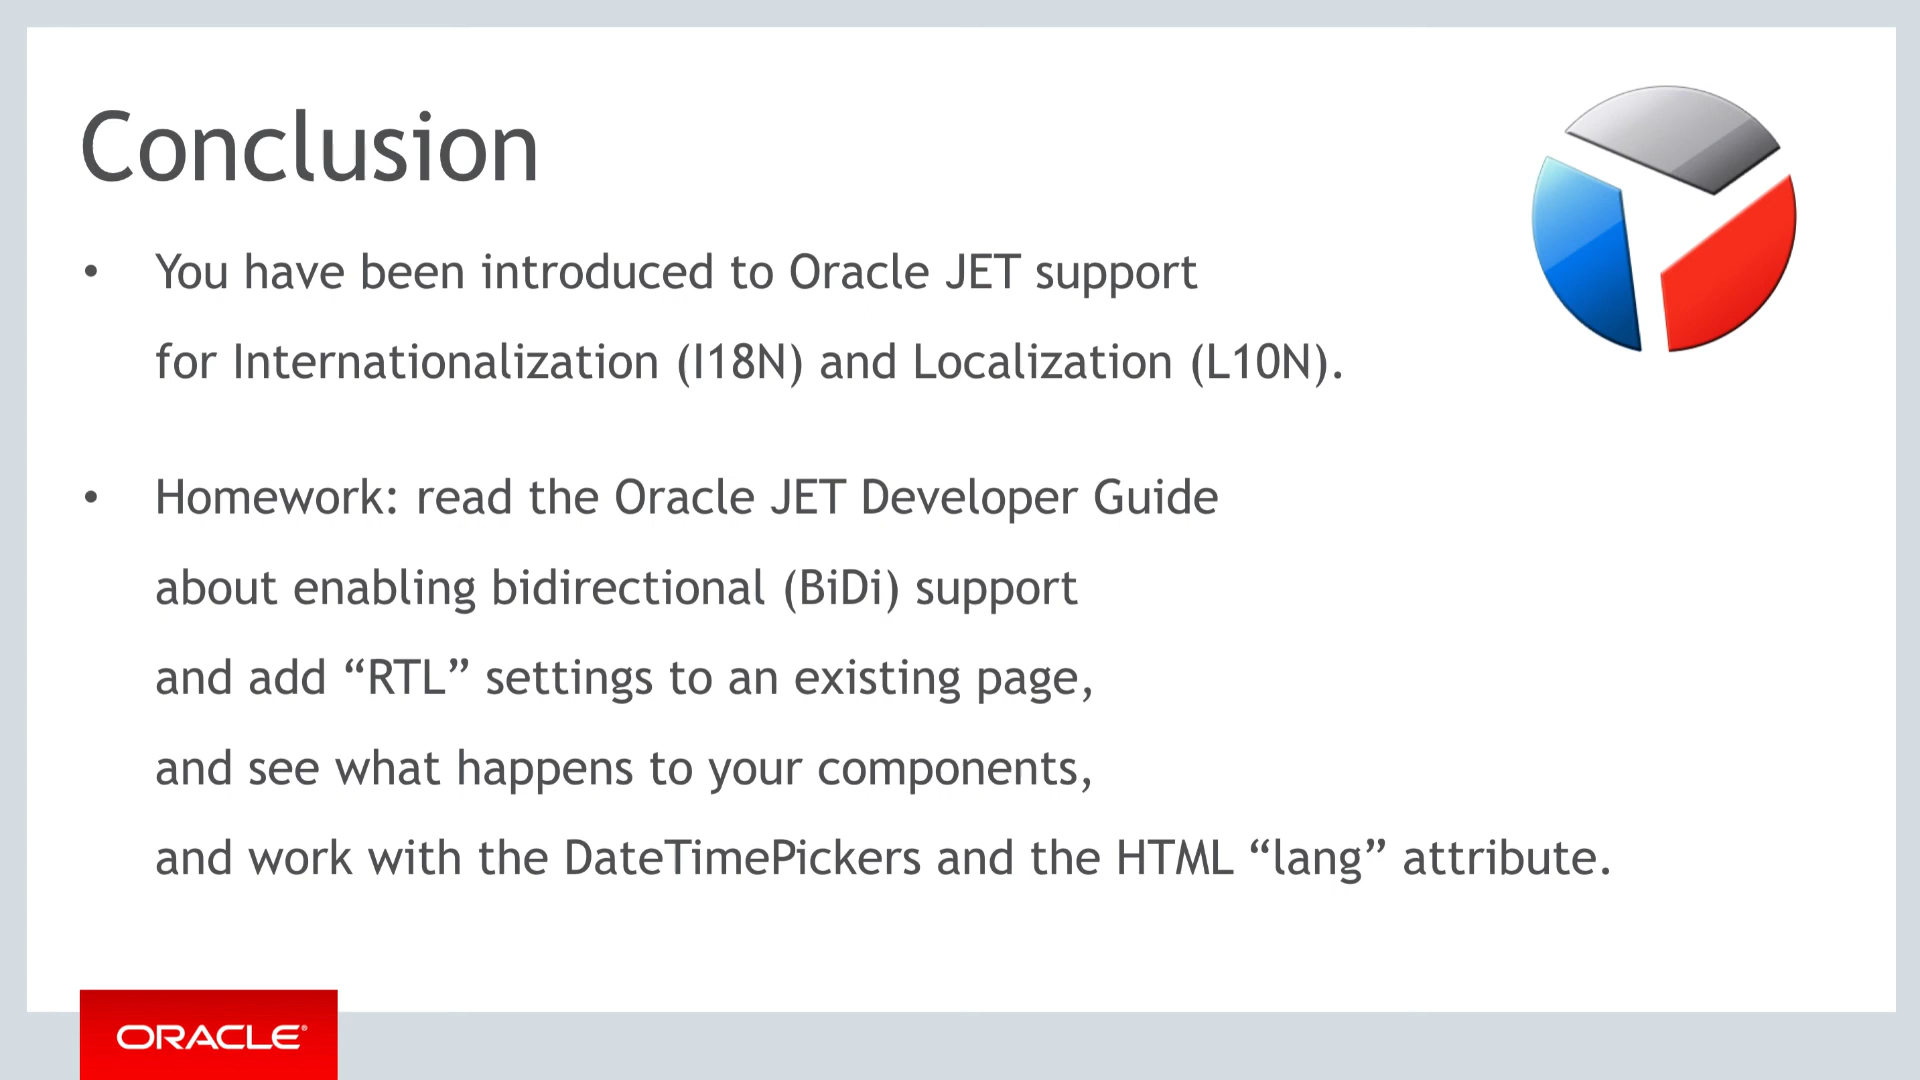 Conclusion
• You have been introduced to Oracle JET support
for Internationalization (I18N) and Localization (L10N).
• Homework: read the Oracle JET Developer Guide
about enabling bidirectional (BiDi) support
and add “RTL” settings to an existing page,
and see what happens to your components,
and work with the DateTimePickers and the HTML “lang” attribute.
ORACLE®